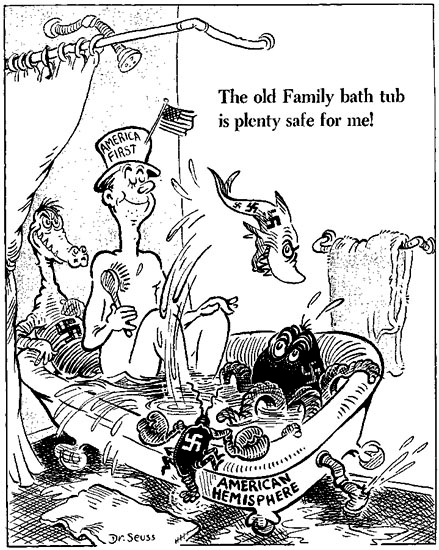 The old Family bath tub
is plenty safe for me!
AMERICA
FIRST
AMERICAN
HEMISPHERE
Dr. Seuss